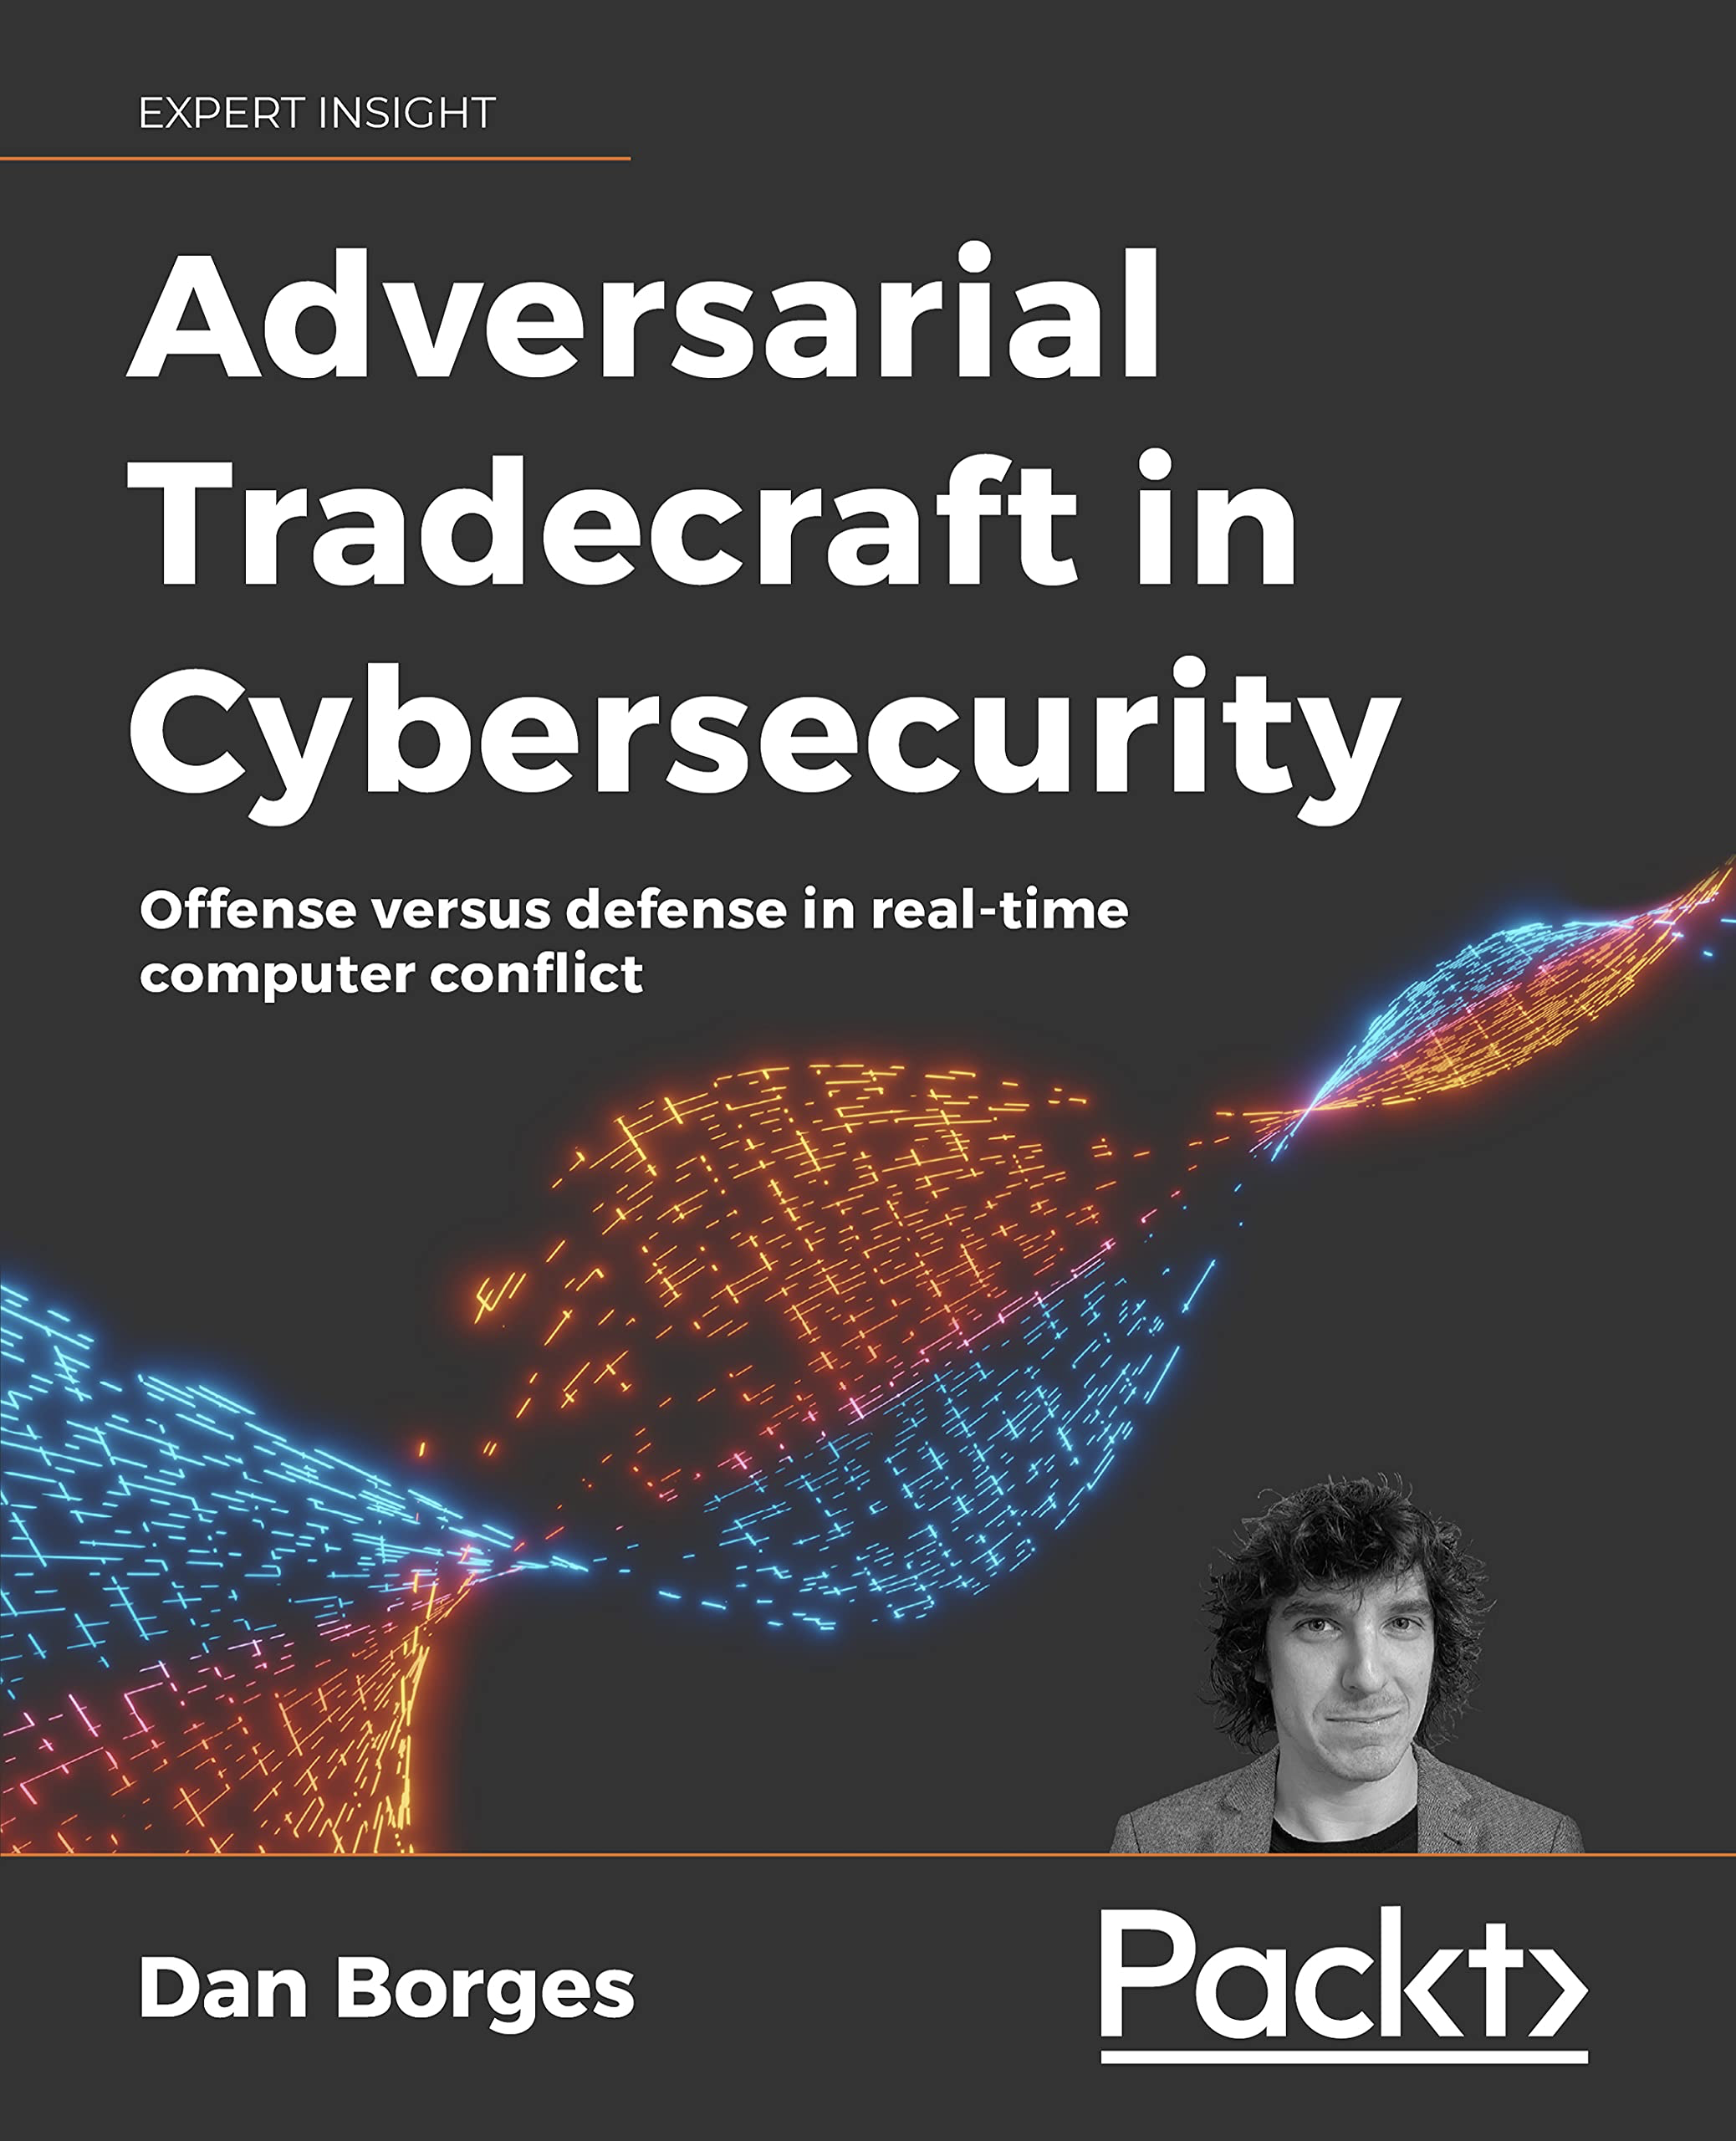 EXPERT INSIGHT
Adversarial
Tradecraft in
Cybersecurity
Offense versus defense in real-time
computer conflict
Dan Borges
Packt